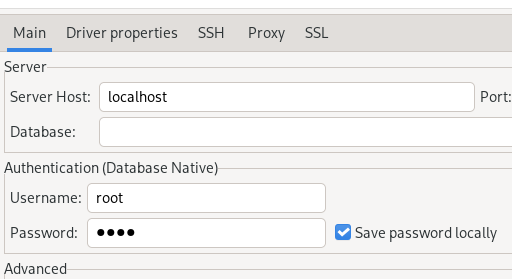 Main Driver properties SSH Proxy SSL
Server
Server Host: localhost Port:
Database:
Authentication (Database Native)
Username: root
Password: ●●●● Save password locally
Advanced